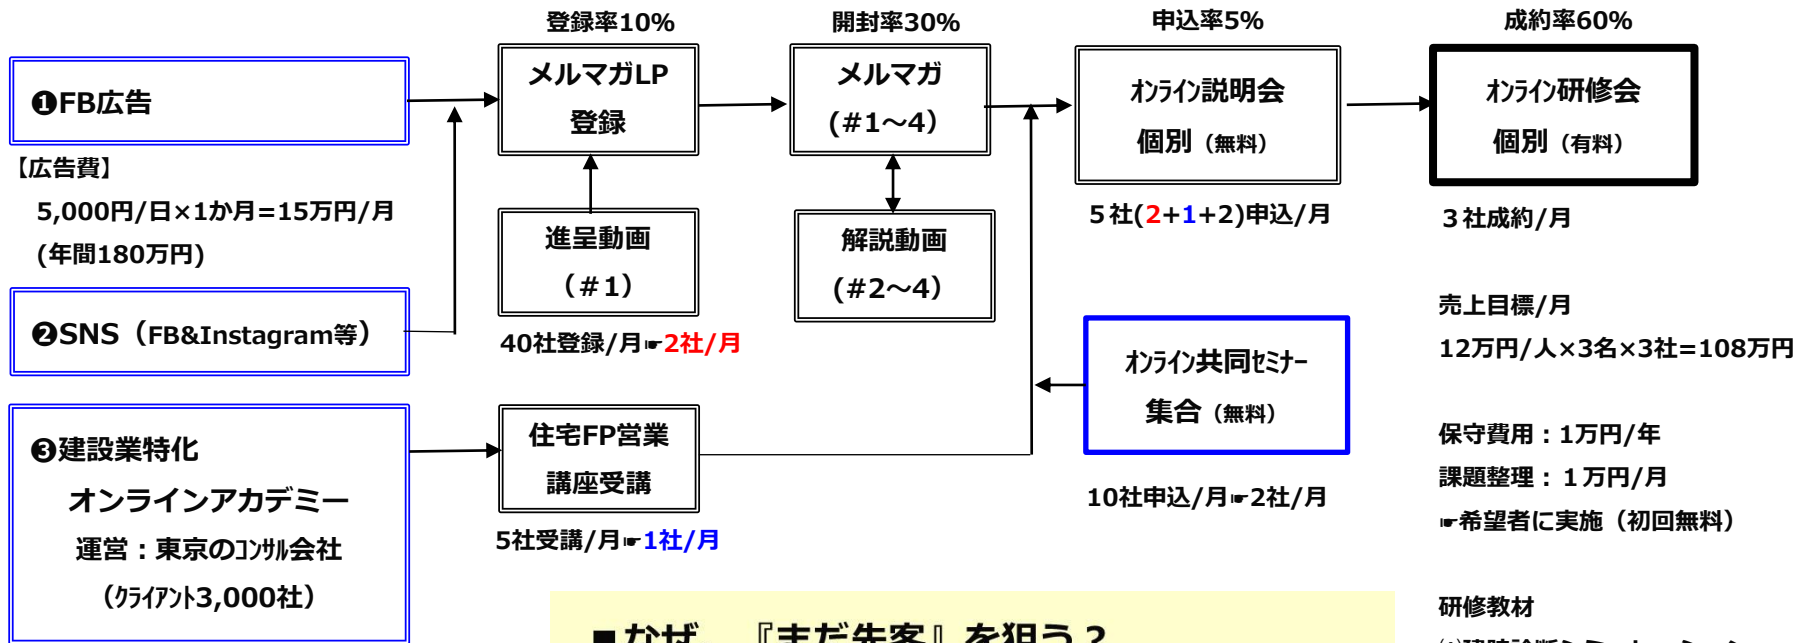 登録率10%
開封率30%
申込率5%
成約率60%
❶FB広告
メルマガLP
登録
メルマガ
(#1～4)
ｵﾝﾗｲﾝ説明会
個別（無料）
ｵﾝﾗｲﾝ研修会
個別（有料）
【広告費】
5,000円/日×1か月=15万円/月
(年間180万円)
進呈動画
（#1）
解説動画
(#2～4)
5社(2+1+2)申込/月
３社成約/月
❷SNS（FB&Instagram等）
40社登録/月☛2社/月
ｵﾝﾗｲﾝ共同ｾﾐﾅｰ
集合（無料）
売上目標/月
12万円/人×3名×3社=108万円
❸建設業特化
オンラインアカデミー
運営：東京のｺﾝｻﾙ会社
（ｸﾗｲｱﾝﾄ3,000社）
住宅FP営業
講座受講
5社受講/月☛1社/月
10社申込/月☛2社/月
保守費用：1万円/年
課題整理：１万円/月
☛希望者に実施（初回無料）
研修教材
■なぜ、『まだ先客』を狙う？